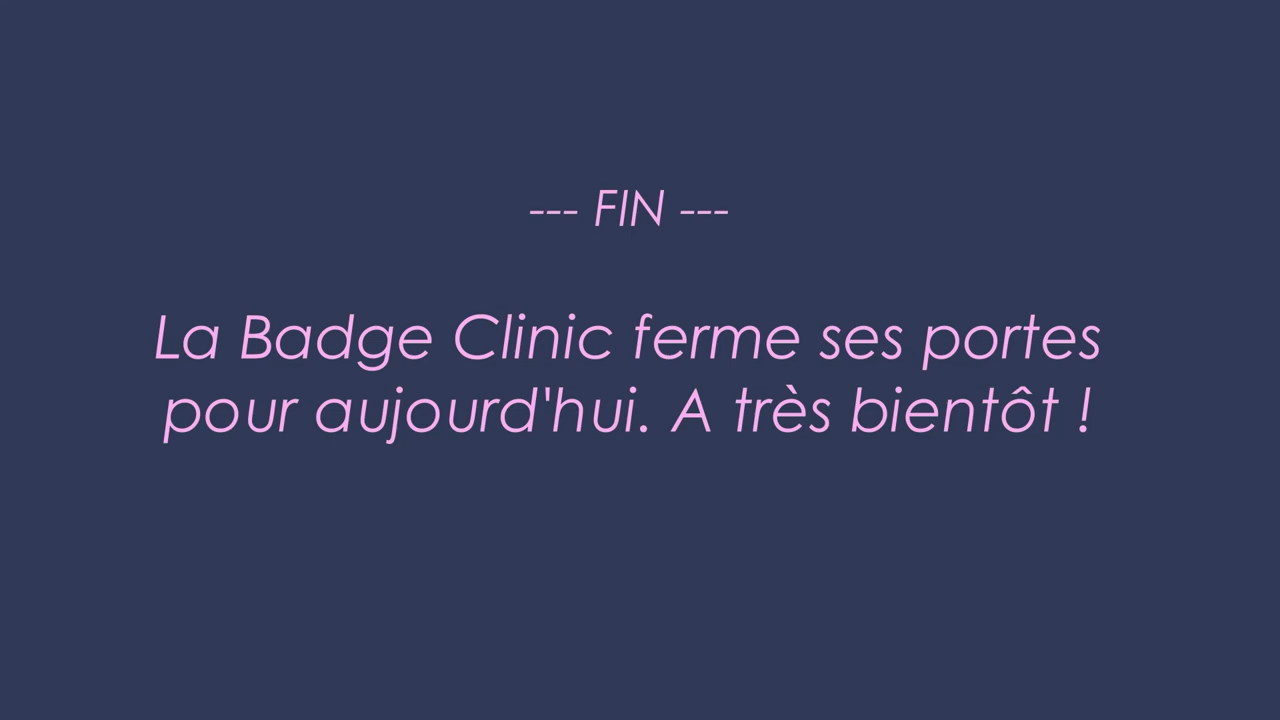 --- FIN ---
La Badge Clinic ferme ses portes
pour aujourd'hui. A très bientôt !